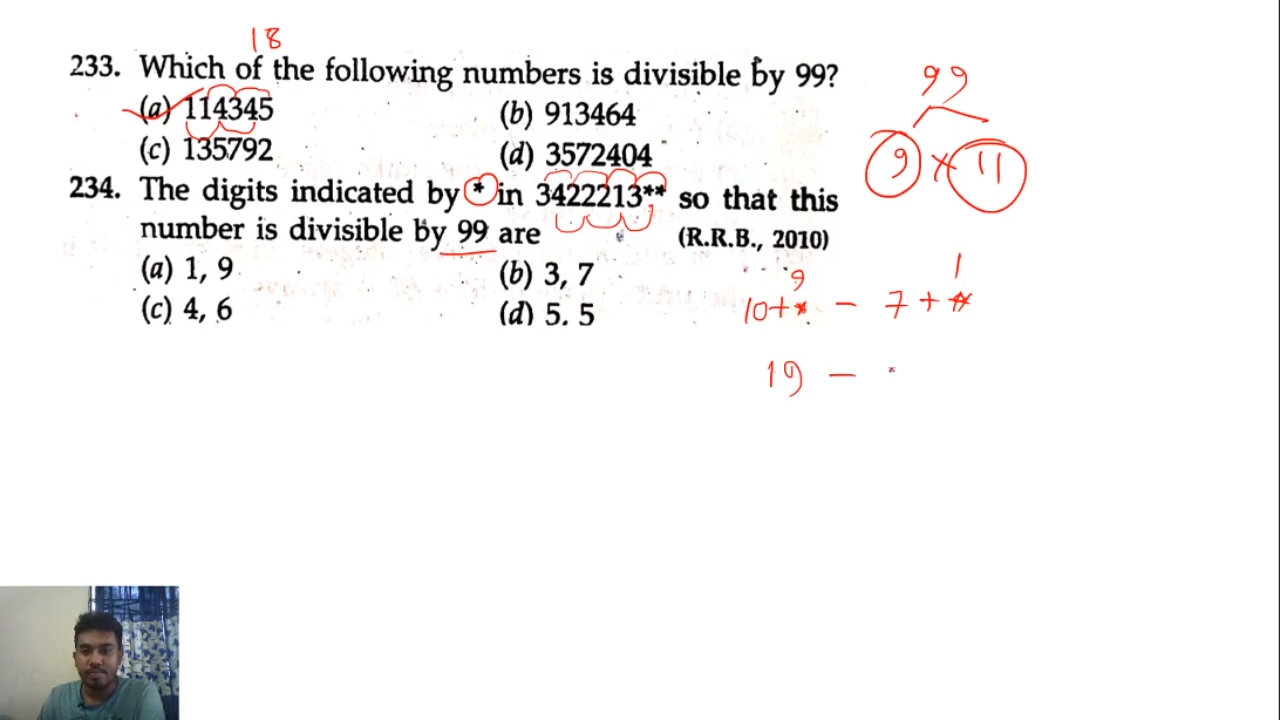 18
233. Which of the following numbers is divisible by 99?
(a) 114345 (b) 913464
(c) 135792 (d) 3572404
234. The digits indicated by * in 3422213** so that this
number is divisible by 99 are (R.R.B., 2010)
(a) 1, 9 (b) 3, 7
(c) 4, 6 (d) 5. 5
99
9 × 11
9 1
10+* – 7+*
19 –